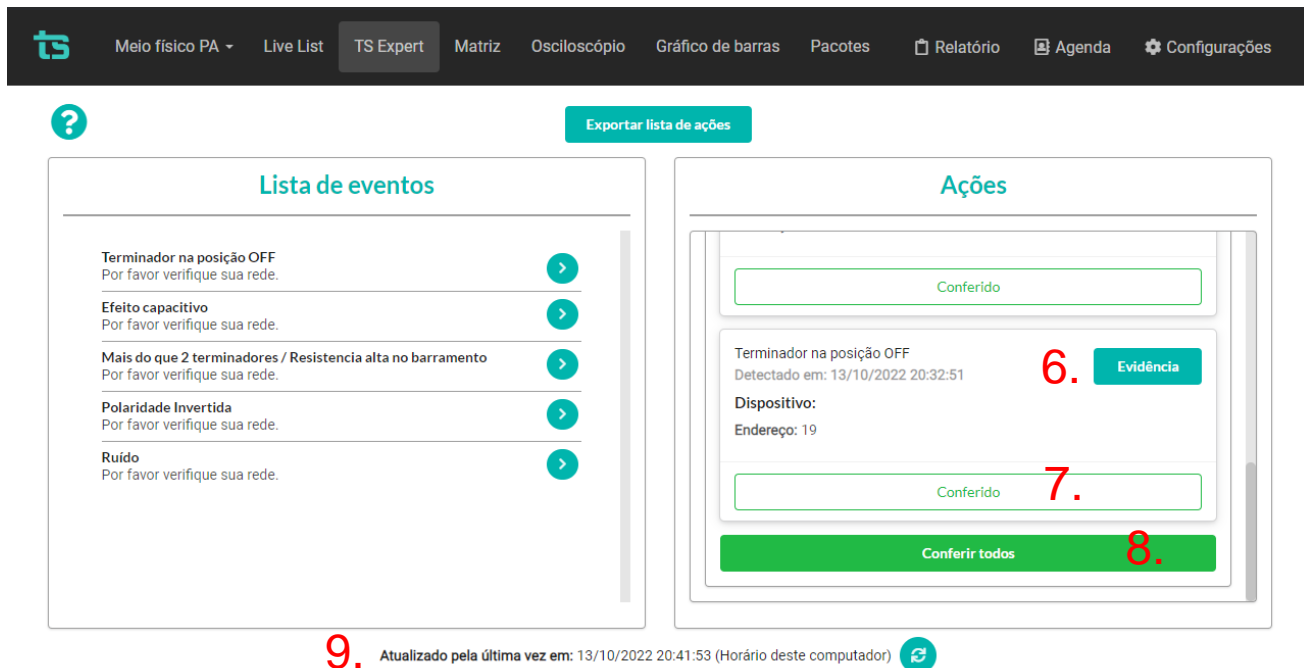 ts Meio físico PA Live List TS Expert Matriz Osciloscópio Gráfico de barras Pacotes Relatório Agenda Configurações
?
Exportar lista de ações
Lista de eventos
Terminador na posição OFF
Por favor verifique sua rede.
Efeito capacitivo
Por favor verifique sua rede.
Mais do que 2 terminadores / Resistencia alta no barramento
Por favor verifique sua rede.
Polaridade Invertida
Por favor verifique sua rede.
Ruído
Por favor verifique sua rede.
Ações
Conferido
Terminador na posição OFF
Detectado em: 13/10/2022 20:32:51
6. Evidência
Dispositivo:
Endereço: 19
Conferido 7.
Conferir todos 8.
9. Atualizado pela última vez em: 13/10/2022 20:41:53 (Horário deste computador)